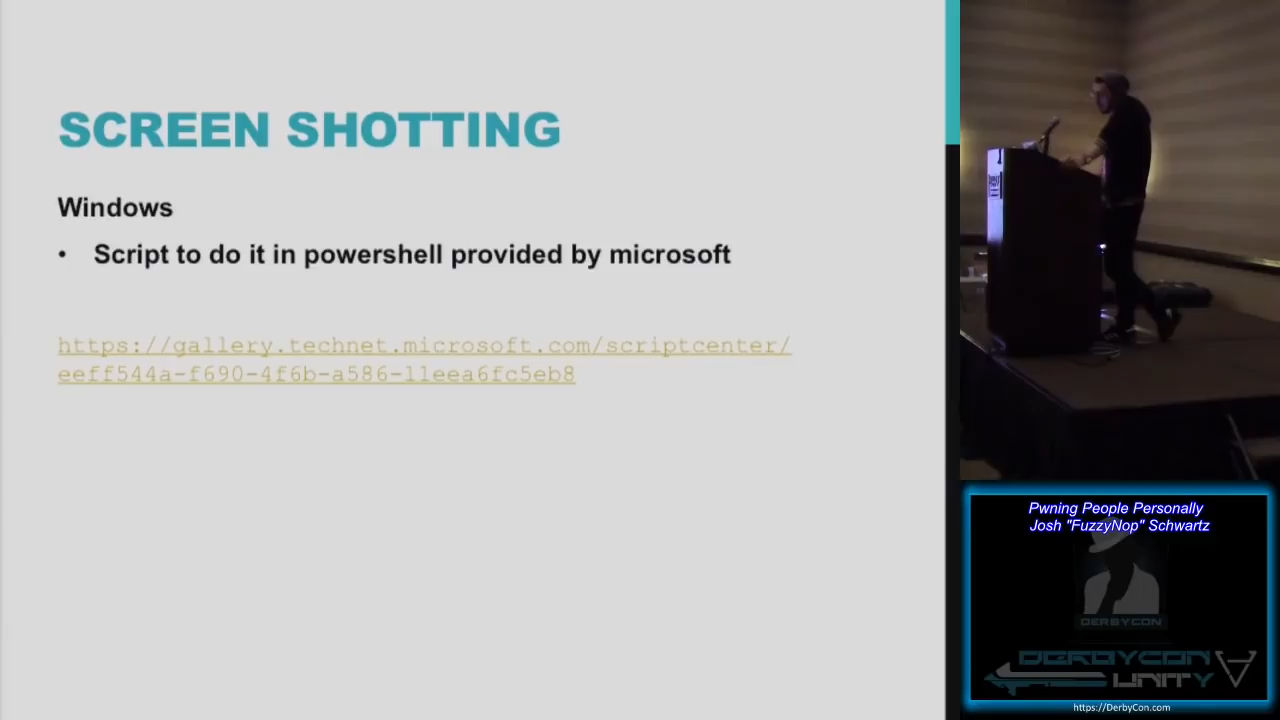 SCREEN SHOTTING
Windows
• Script to do it in powershell provided by microsoft
https://gallery.technet.microsoft.com/scriptcenter/
eeff544a-f690-4f6b-a586-11eea6fc5eb8
Pwning People Personally
Josh "FuzzyNop" Schwartz
DERBYCON
DERBYCON
UNITY
https://DerbyCon.com